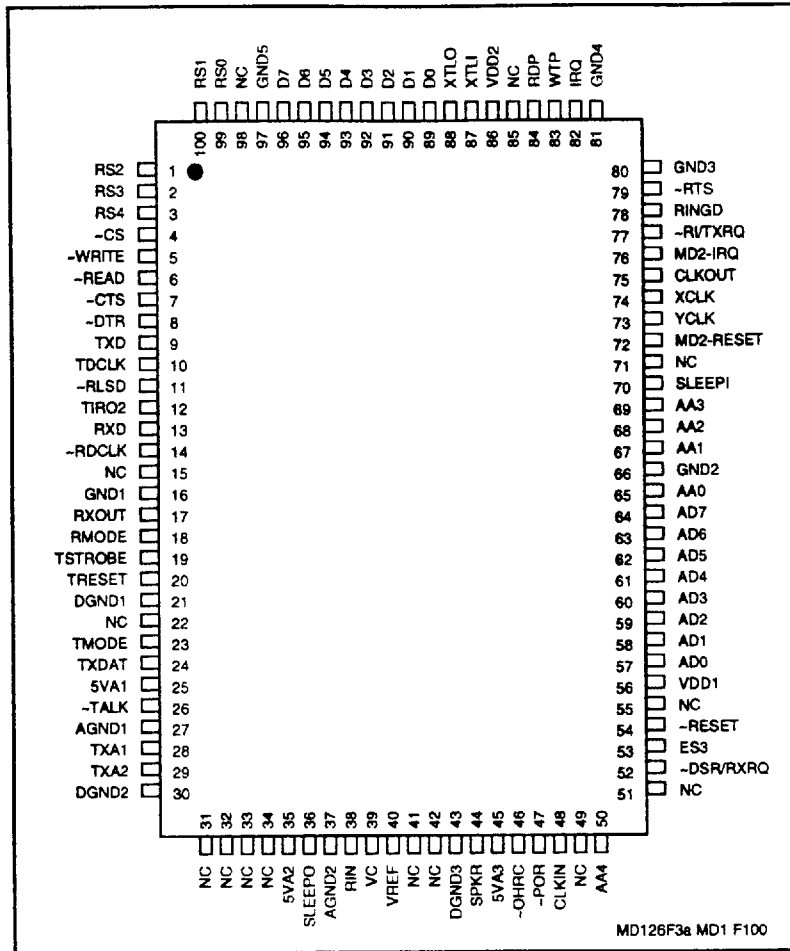 RS1 RS0 NC GND5 D7 D6 D5 D4 D3 D2 D1 D0 XTLO XTLI VDD2 NC RDP WTP IRQ GND4
100 99 98 97 96 95 94 93 92 91 90 89 88 87 86 85 84 83 82 81
RS2 1 80 GND3
RS3 2 79 ~RTS
RS4 3 78 RINGD
~CS 4 77 ~RI/TXRQ
~WRITE 5 76 MD2-IRQ
~READ 6 75 CLKOUT
~CTS 7 74 XCLK
~DTR 8 73 YCLK
TXD 9 72 MD2-RESET
TDCLK 10 71 NC
~RLSD 11 70 SLEEPI
TIRO2 12 69 AA3
RXD 13 68 AA2
~RDCLK 14 67 AA1
NC 15 66 GND2
GND1 16 65 AA0
RXOUT 17 64 AD7
RMODE 18 63 AD6
TSTROBE 19 62 AD5
TRESET 20 61 AD4
DGND1 21 60 AD3
NC 22 59 AD2
TMODE 23 58 AD1
TXDAT 24 57 AD0
5VA1 25 56 VDD1
~TALK 26 55 NC
AGND1 27 54 ~RESET
TXA1 28 53 ES3
TXA2 29 52 ~DSR/RXRQ
DGND2 30 51 NC
31 32 33 34 35 36 37 38 39 40 41 42 43 44 45 46 47 48 49 50
NC NC NC NC 5VA2 SLEEPO AGND2 RIN VC VREF NC NC DGND3 SPKR 5VA3 ~OHRC ~POR CLKIN NC AA4
MD126F3a MD1 F100